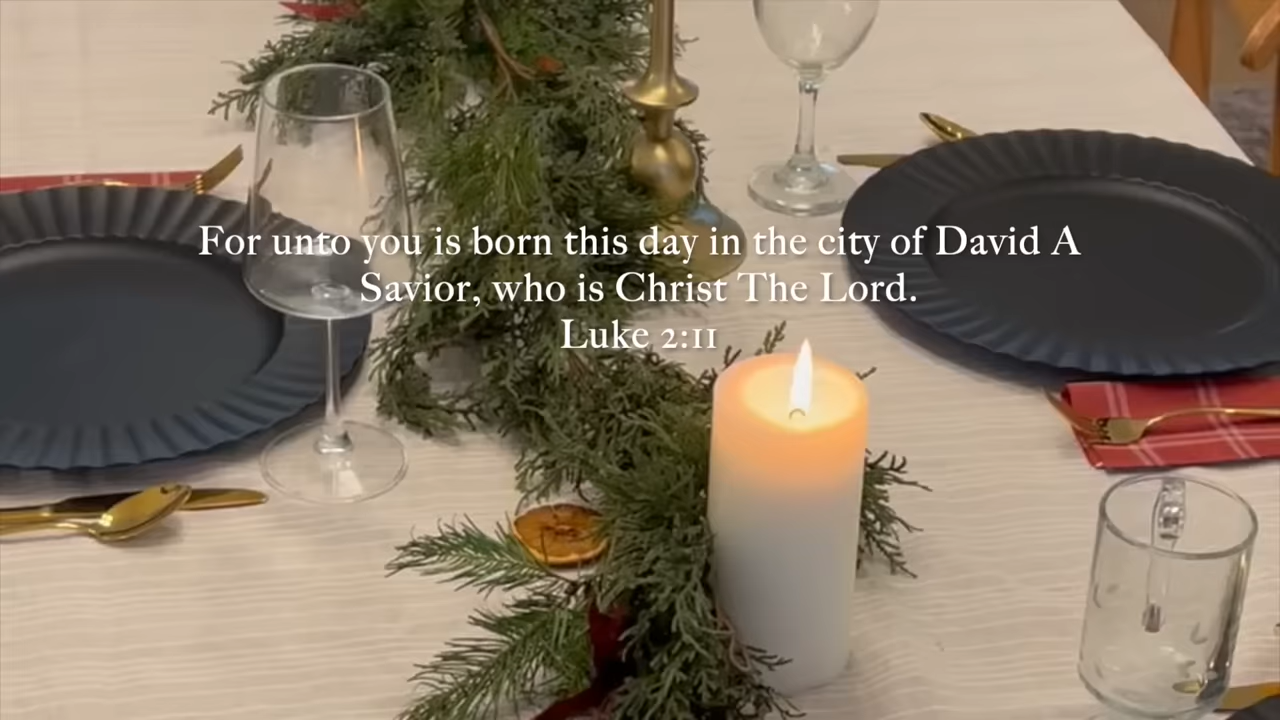 For unto you is born this day in the city of David A
Savior, who is Christ The Lord.
Luke 2:11